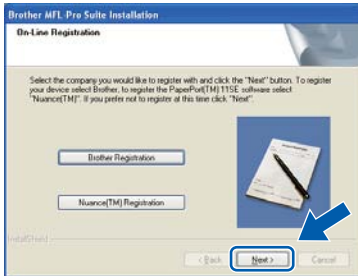 Brother MFL-Pro Suite Installation
On-Line Registration
Select the company you would like to register with and click the "Next" button. To register
your device select Brother, to register the PaperPort(TM) 11SE software select
"Nuance(TM)". If you prefer not to register at this time click "Next".
Brother Registration
Nuance(TM) Registration
InstallShield
< Back
Next >
Cancel